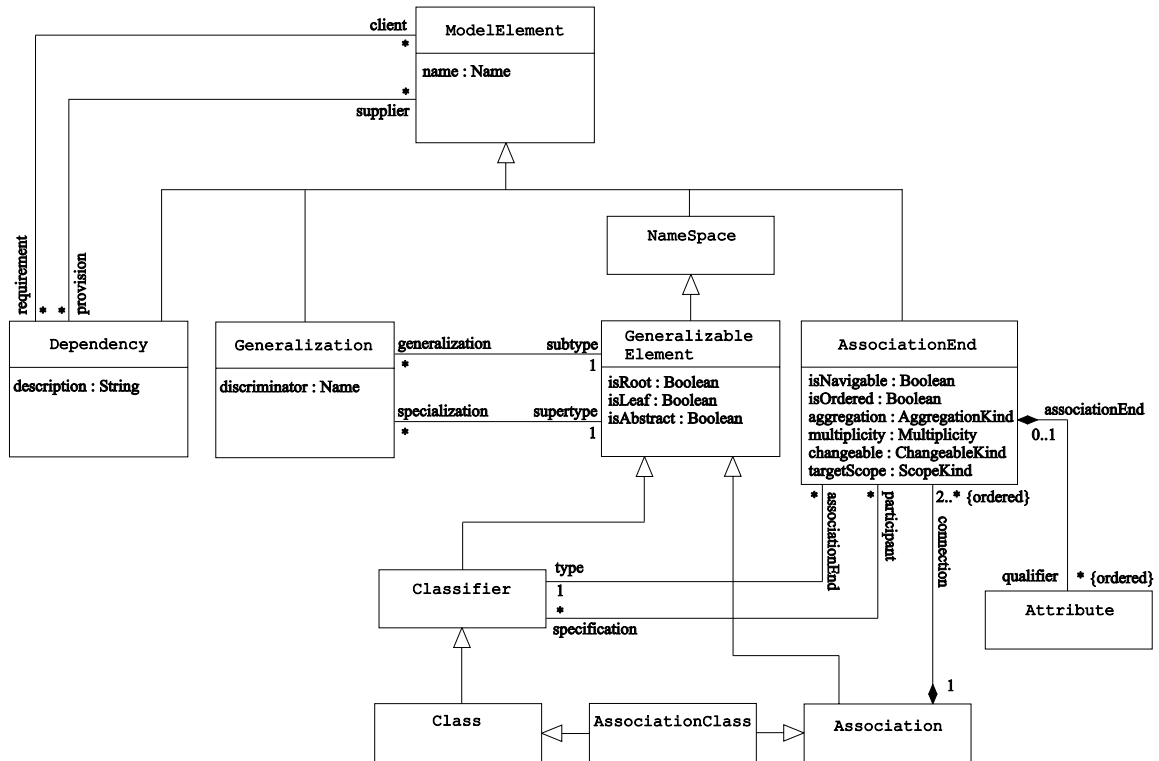 ModelElement
name : Name
client
*
*
supplier
requirement
*
*
provision
NameSpace
Dependency
description : String
Generalization
discriminator : Name
generalization
*
subtype
1
specialization
*
supertype
1
Generalizable
Element
isRoot : Boolean
isLeaf : Boolean
isAbstract : Boolean
AssociationEnd
isNavigable : Boolean
isOrdered : Boolean
aggregation : AggregationKind
multiplicity : Multiplicity
changeable : ChangeableKind
targetScope : ScopeKind
associationEnd
0..1
*
associationEnd
*
participant
2..* {ordered}
connection
qualifier
* {ordered}
Attribute
Classifier
type
1
*
specification
1
Class
AssociationClass
Association